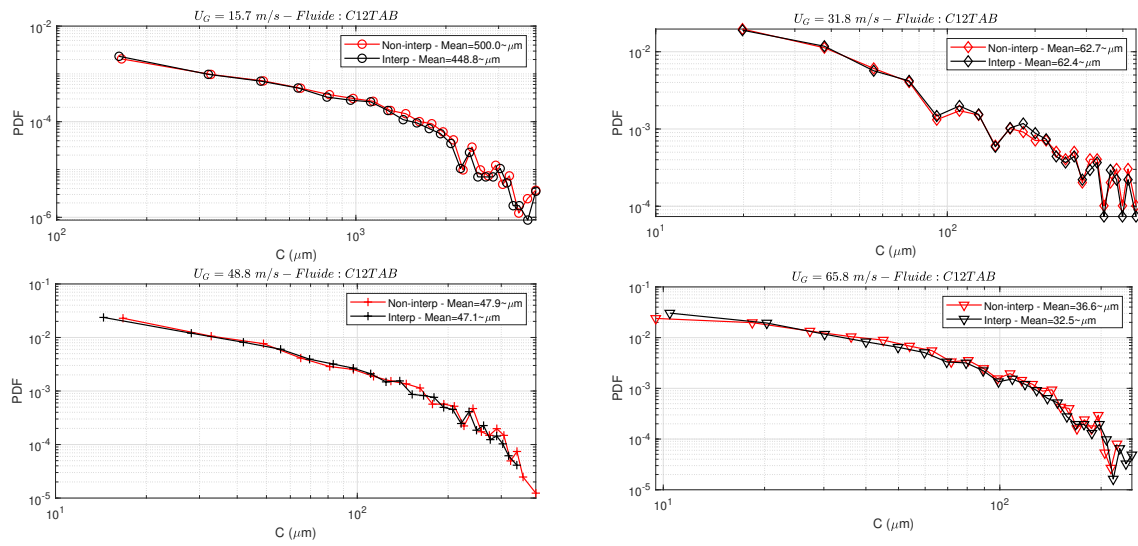 U_G = 15.7 m/s − Fluide : C12TAB
10^-2
10^-4
10^-6
PDF
Non-interp - Mean=500.0~μm
Interp - Mean=448.8~μm
10^2
10^3
C (μm)
U_G = 31.8 m/s − Fluide : C12TAB
10^-2
10^-3
10^-4
PDF
Non-interp - Mean=62.7~μm
Interp - Mean=62.4~μm
10^1
10^2
C (μm)
U_G = 48.8 m/s − Fluide : C12TAB
10^-1
10^-2
10^-3
10^-4
10^-5
PDF
Non-interp - Mean=47.9~μm
Interp - Mean=47.1~μm
10^1
10^2
C (μm)
U_G = 65.8 m/s − Fluide : C12TAB
10^-1
10^-2
10^-3
10^-4
10^-5
PDF
Non-interp - Mean=36.6~μm
Interp - Mean=32.5~μm
10^1
10^2
C (μm)